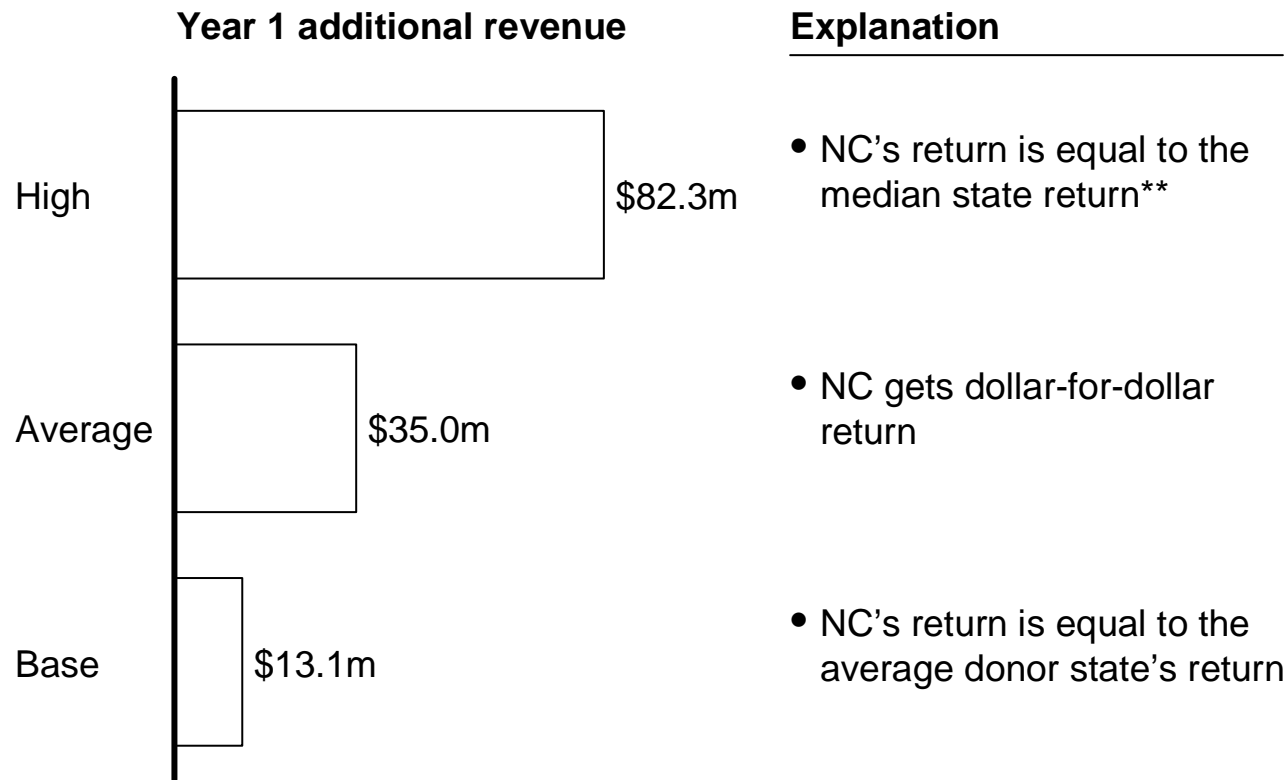 Year 1 additional revenue
Explanation
High
$82.3m
• NC’s return is equal to the
median state return**
Average
$35.0m
• NC gets dollar-for-dollar
return
Base
$13.1m
• NC’s return is equal to the
average donor state’s return